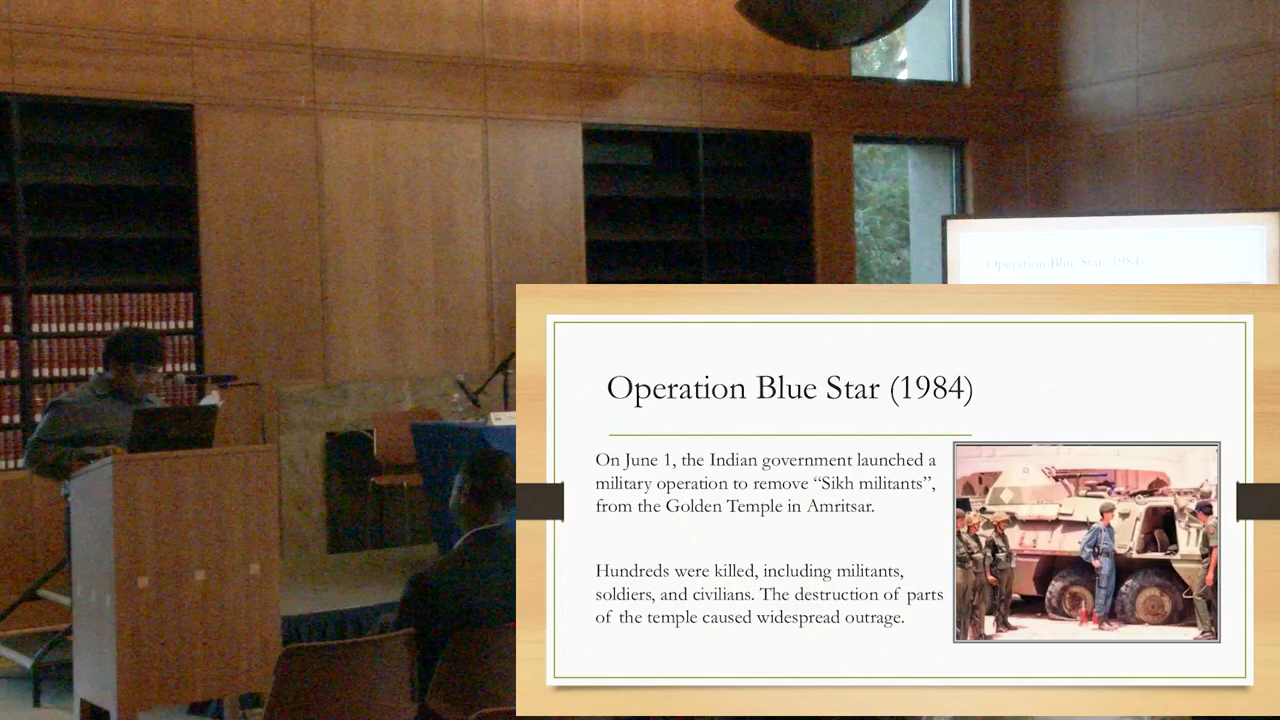 Operation Blue Star (1984)
Operation Blue Star (1984)
On June 1, the Indian government launched a
military operation to remove “Sikh militants”,
from the Golden Temple in Amritsar.
Hundreds were killed, including militants,
soldiers, and civilians. The destruction of parts
of the temple caused widespread outrage.